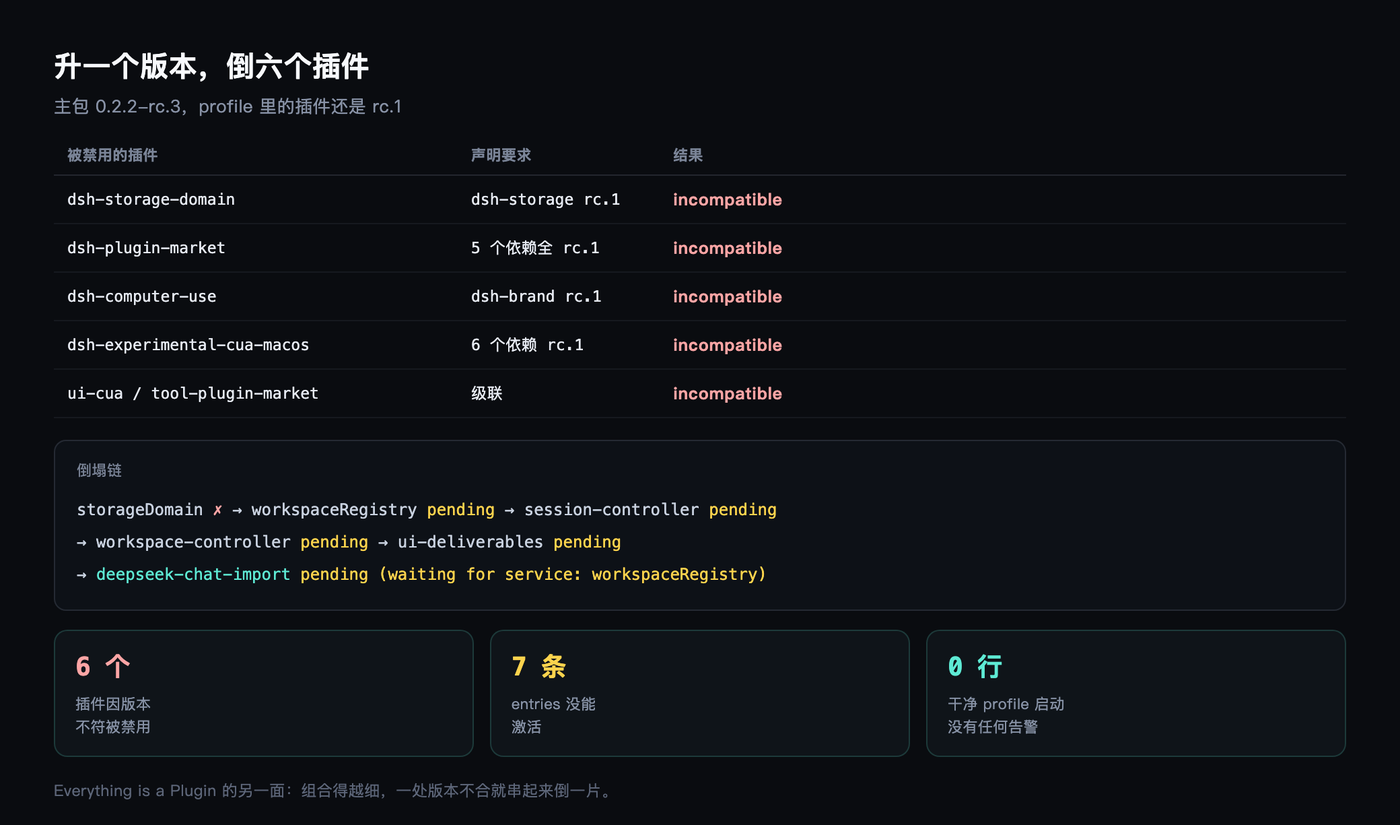 升一个版本，倒六个插件
主包 0.2.2-rc.3，profile 里的插件还是 rc.1
被禁用的插件 声明要求 结果
dsh-storage-domain dsh-storage rc.1 incompatible
dsh-plugin-market 5 个依赖全 rc.1 incompatible
dsh-computer-use dsh-brand rc.1 incompatible
dsh-experimental-cua-macos 6 个依赖 rc.1 incompatible
ui-cua / tool-plugin-market 级联 incompatible
倒塌链
storageDomain ✗ → workspaceRegistry pending → session-controller pending
→ workspace-controller pending → ui-deliverables pending
→ deepseek-chat-import pending (waiting for service: workspaceRegistry)
6 个
插件因版本
不符被禁用
7 条
entries 没能
激活
0 行
干净 profile 启动
没有任何告警
Everything is a Plugin 的另一面：组合得越细，一处版本不合就串起来倒一片。